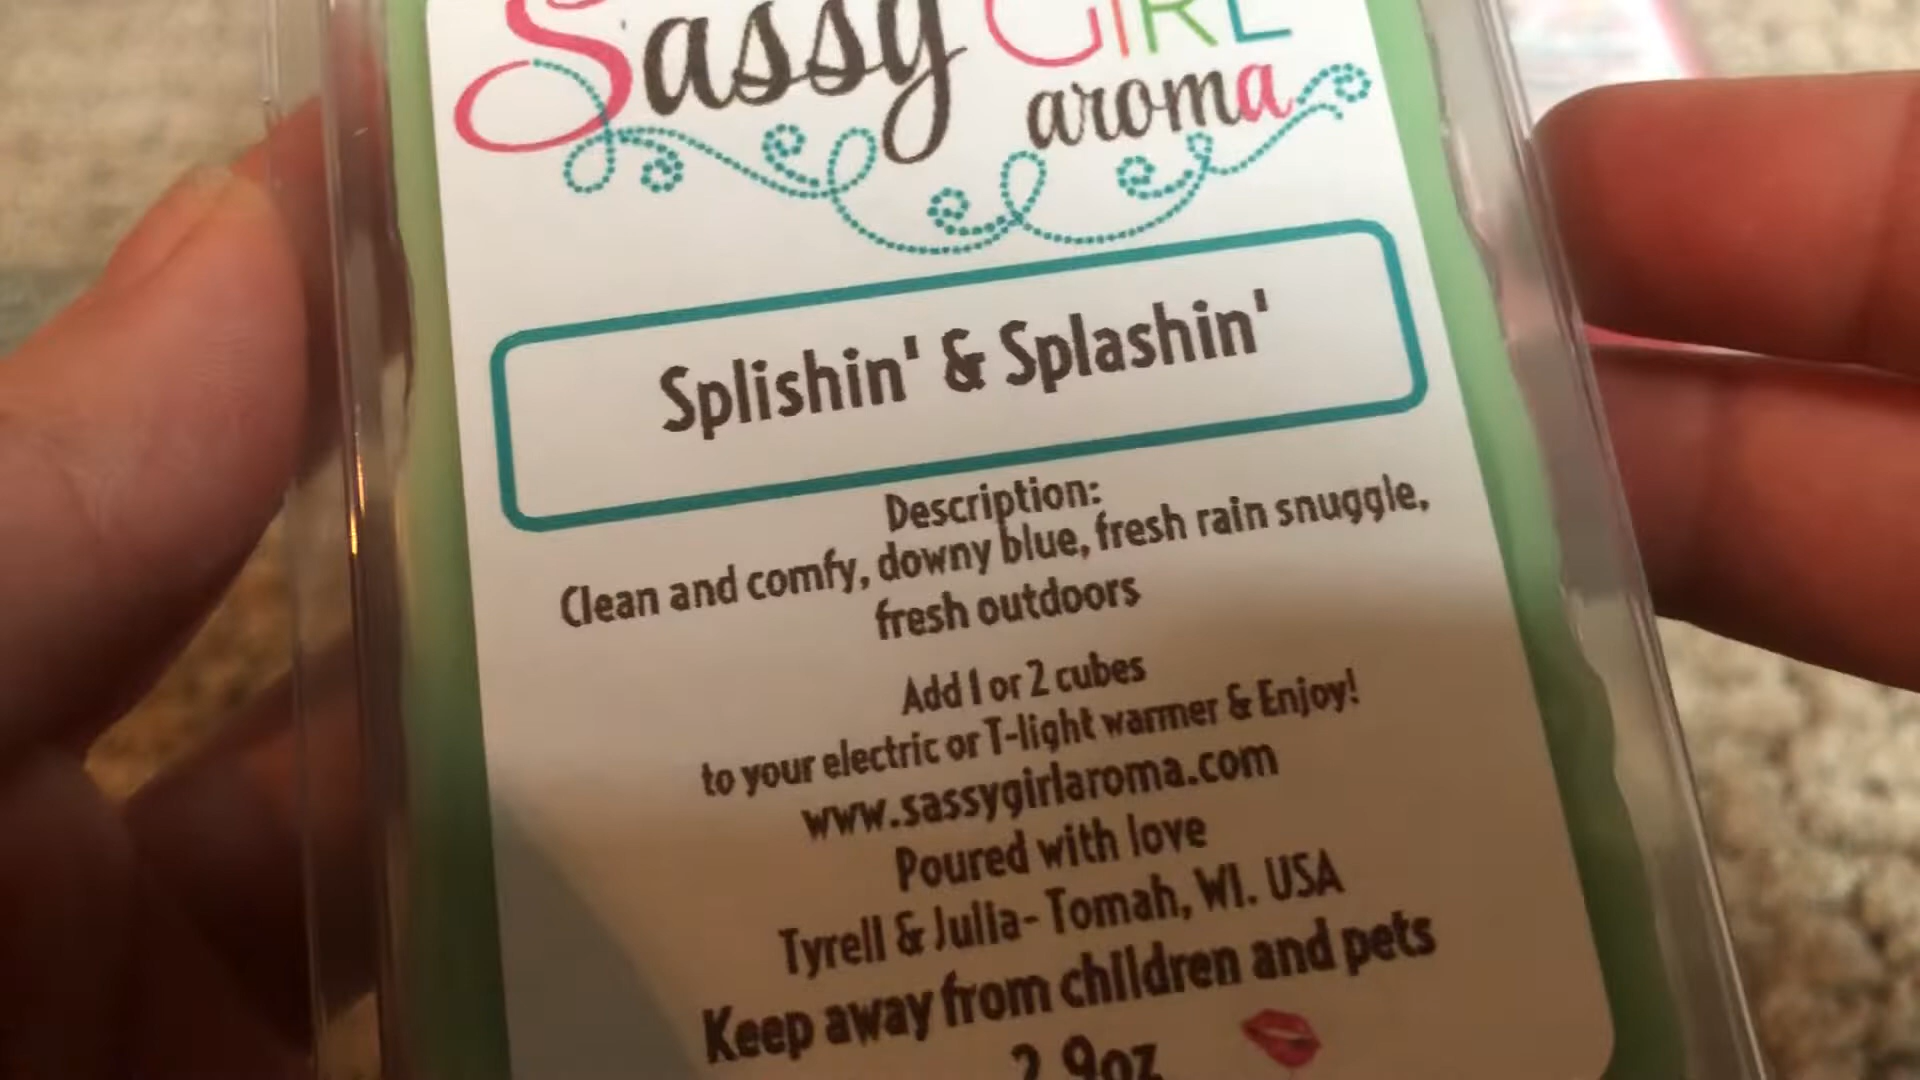 Sassy GIRL
aroma
Splishin' & Splashin'
Description:
Clean and comfy, downy blue, fresh rain snuggle,
fresh outdoors
Add 1 or 2 cubes
to your electric or T-light warmer & Enjoy!
www.sassygirlaroma.com
Poured with love
Tyrell & Julia- Tomah, WI. USA
Keep away from children and pets
2.9oz